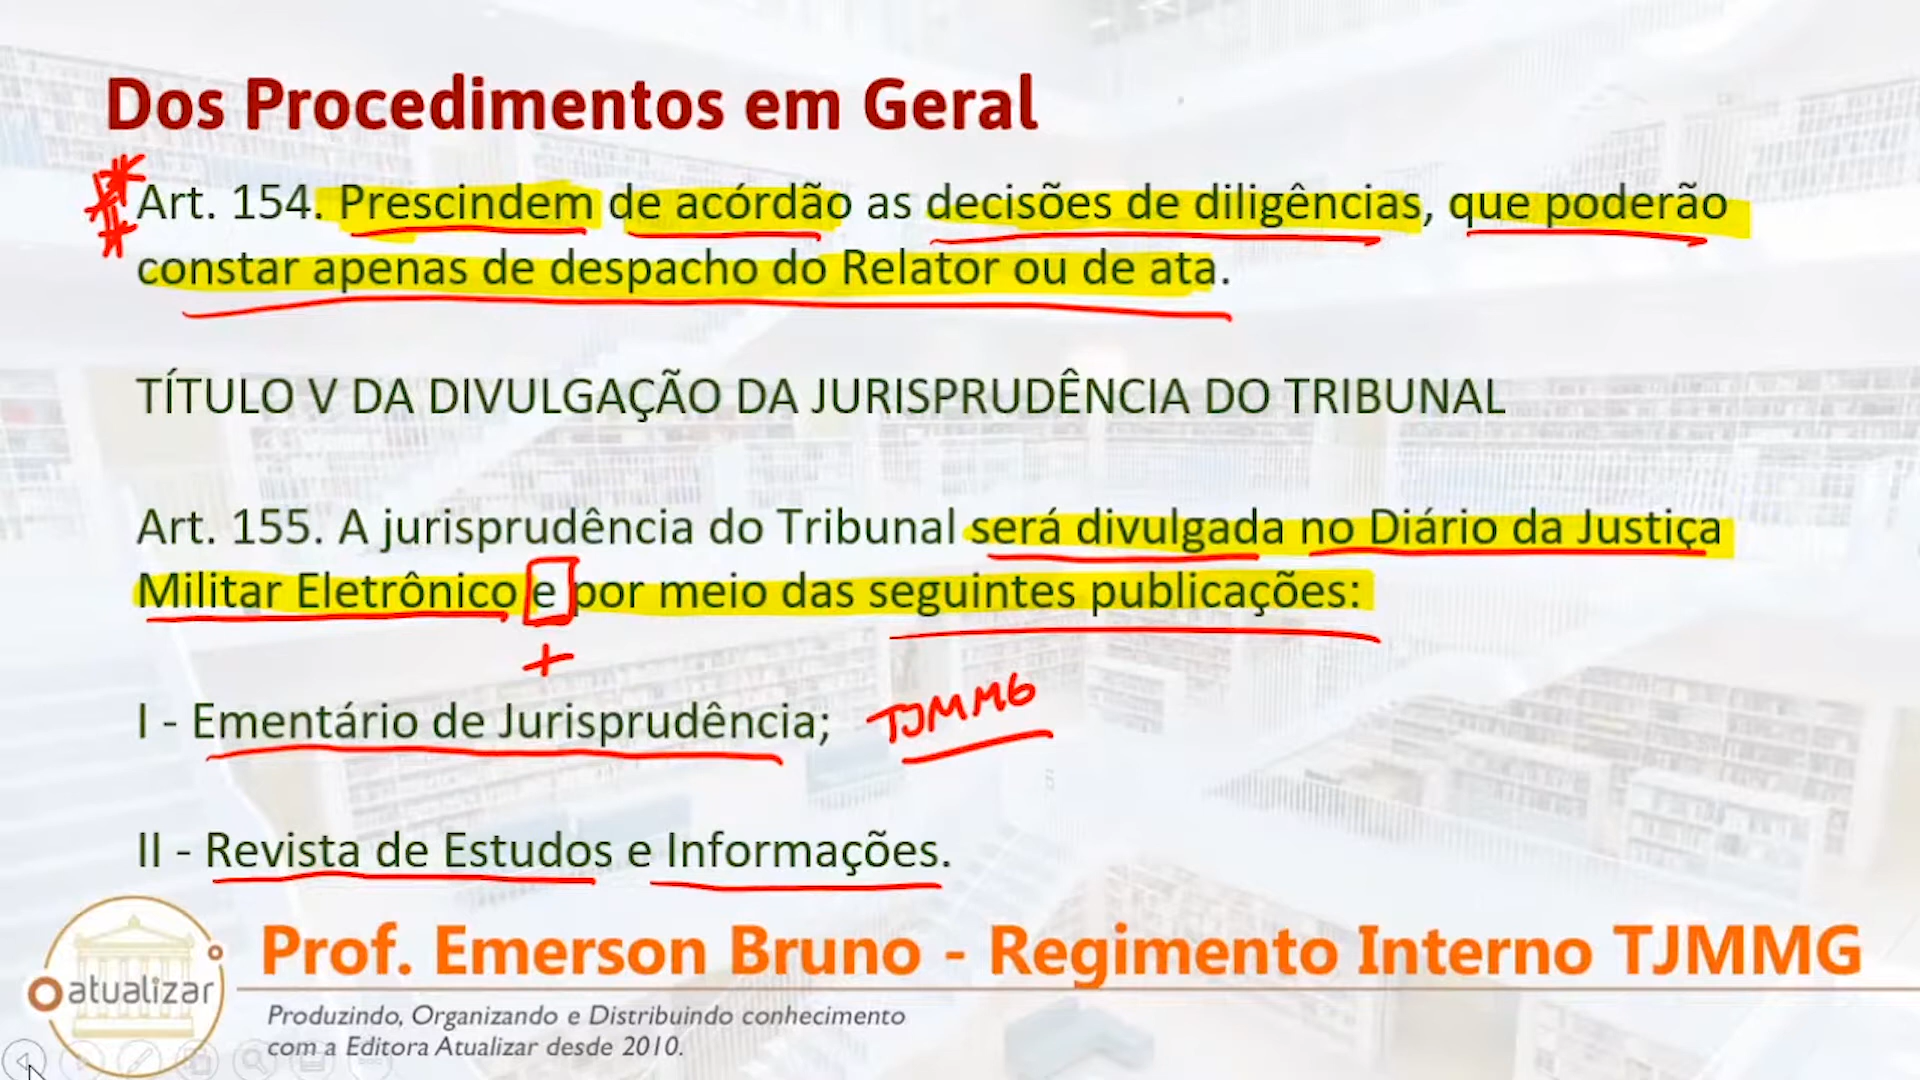 Dos Procedimentos em Geral
Art. 154. Prescindem de acórdão as decisões de diligências, que poderão
constar apenas de despacho do Relator ou de ata.
TÍTULO V DA DIVULGAÇÃO DA JURISPRUDÊNCIA DO TRIBUNAL
Art. 155. A jurisprudência do Tribunal será divulgada no Diário da Justiça
Militar Eletrônico e por meio das seguintes publicações:
+
I - Ementário de Jurisprudência; TJMMG
II - Revista de Estudos e Informações.
Prof. Emerson Bruno - Regimento Interno TJMMG
atualizar
Produzindo, Organizando e Distribuindo conhecimento
com a Editora Atualizar desde 2010.